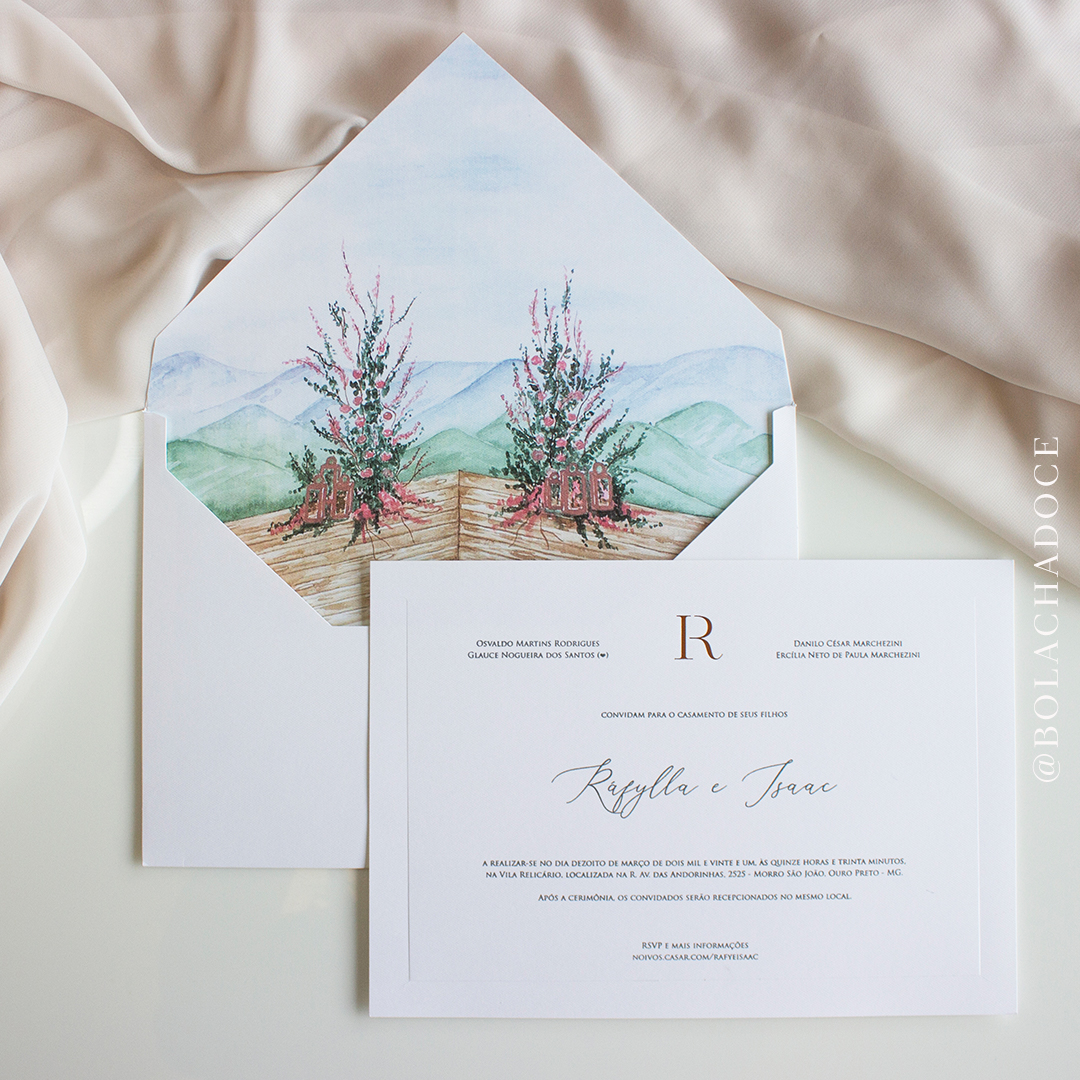 Osvaldo Martins Rodrigues
Glauce Nogueira dos Santos (❤)
R
Danilo César Marchezini
Ercília Neto de Paula Marchezini
convidam para o casamento de seus filhos
Rafylla e Isaac
a realizar-se no dia dezoito de março de dois mil e vinte e um, às quinze horas e trinta minutos,
na Vila Relicário, localizada na R. Av. das Andorinhas, 2525 - Morro São João, Ouro Preto - MG.
Após a cerimônia, os convidados serão recepcionados no mesmo local.
RSVP e mais informações
noivos.casar.com/rafyeisaac
@BOLACHADOCE